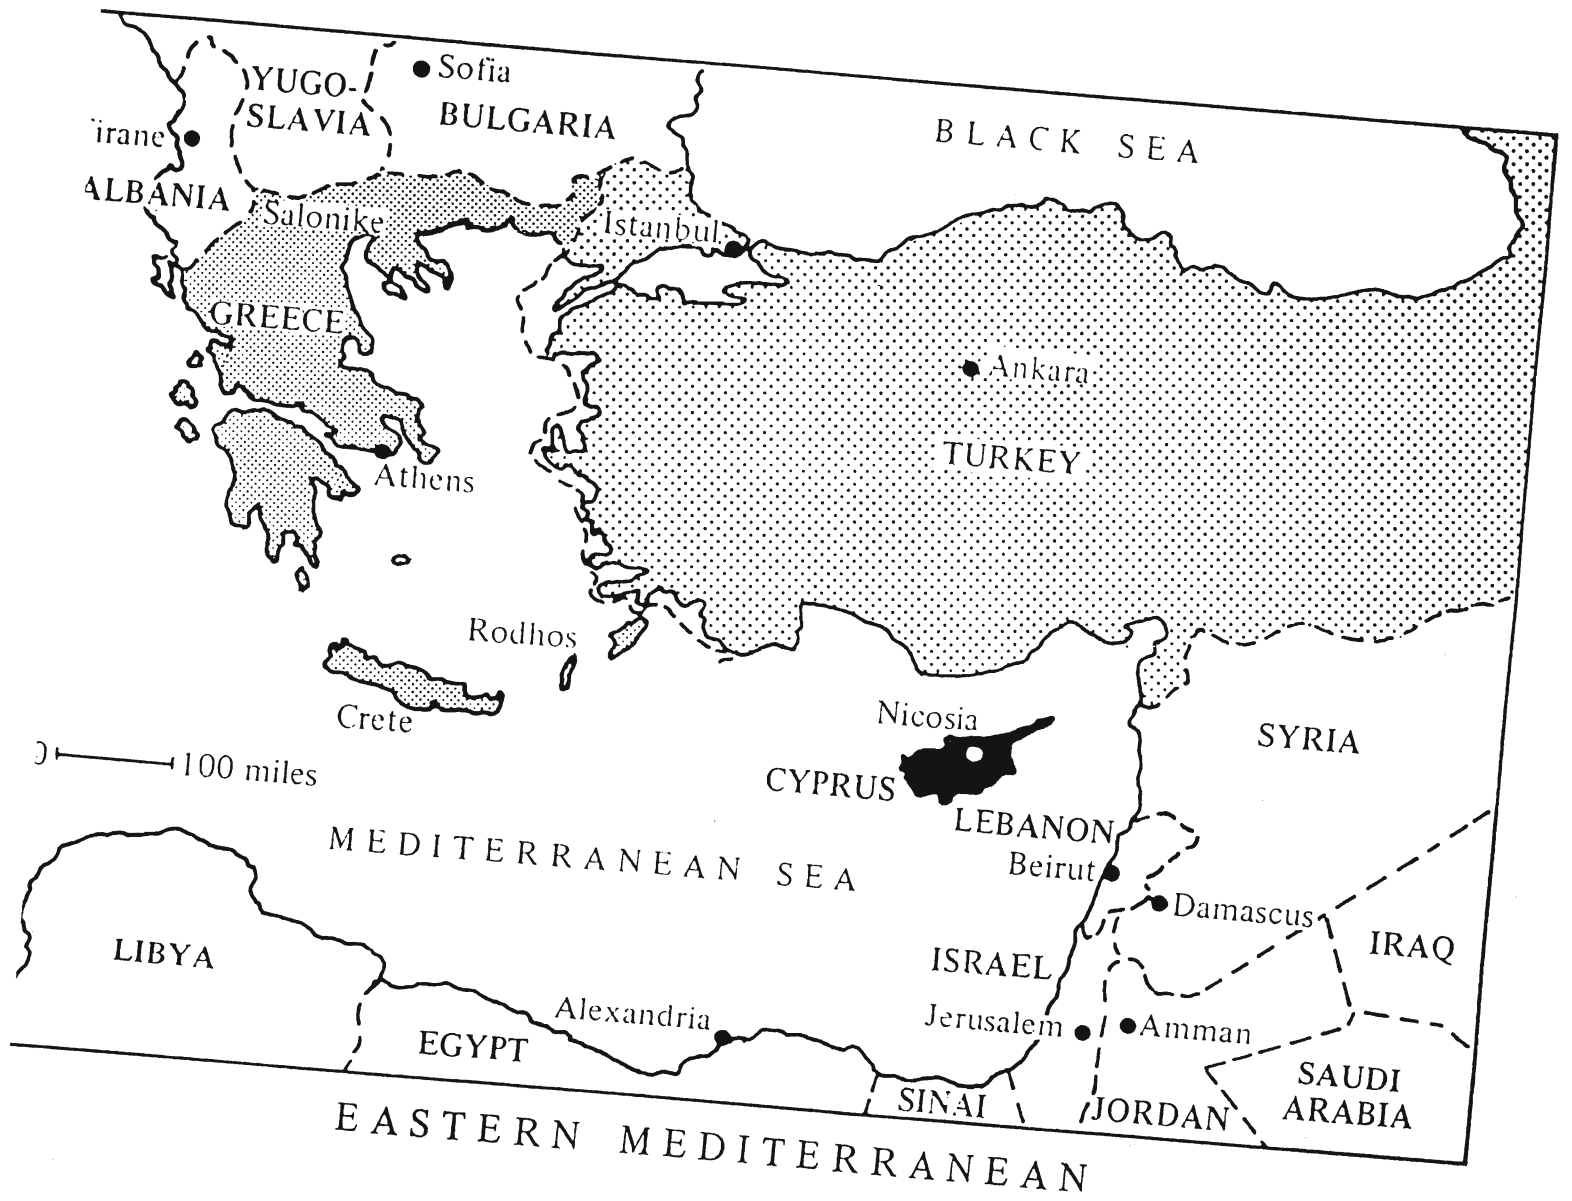 Sofia
YUGO-
SLAVIA
BULGARIA
BLACK SEA
irane
ALBANIA
Salonike
Istanbul
GREECE
Ankara
TURKEY
Athens
Rodhos
Crete
Nicosia
CYPRUS
SYRIA
0 100 miles
LEBANON
Beirut
MEDITERRANEAN SEA
Damascus
IRAQ
LIBYA
ISRAEL
Alexandria
Jerusalem
Amman
EGYPT
SINAI
JORDAN
SAUDI
ARABIA
EASTERN MEDITERRANEAN